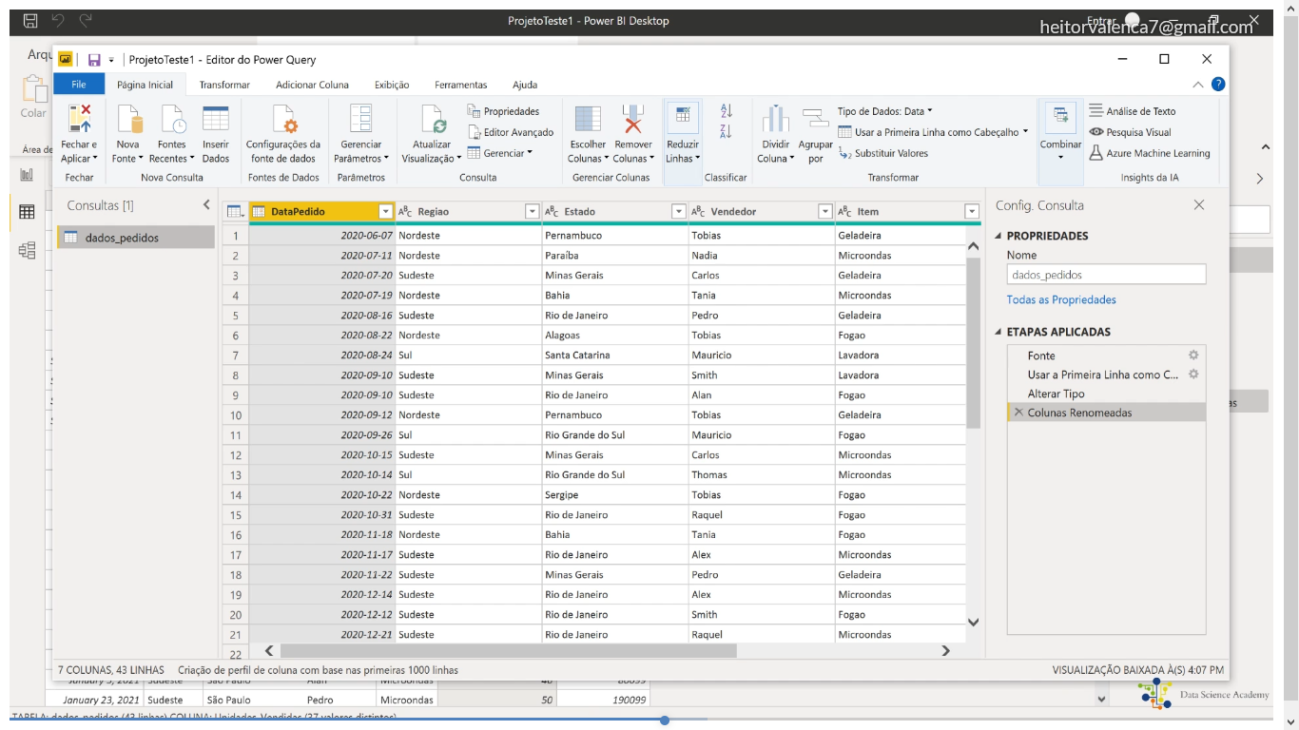 ProjetoTeste1 - Power BI Desktop
Entrar
heitorvalenca7@gmail.com
Arqu
ProjetoTeste1 - Editor do Power Query
File Página Inicial Transformar Adicionar Coluna Exibição Ferramentas Ajuda
Colar
Área de
Fechar e Aplicar
Nova Fonte
Fontes Recentes
Inserir Dados
Configurações da fonte de dados
Gerenciar Parâmetros
Atualizar Visualização
Propriedades
Editor Avançado
Gerenciar
Escolher Colunas
Remover Colunas
Reduzir Linhas
Dividir Coluna
Agrupar por
Tipo de Dados: Data
Usar a Primeira Linha como Cabeçalho
Substituir Valores
Combinar
Análise de Texto
Pesquisa Visual
Azure Machine Learning
Fechar Nova Consulta Fontes de Dados Parâmetros Consulta Gerenciar Colunas Classificar Transformar Insights da IA
Consultas [1]
dados_pedidos
DataPedido Regiao Estado Vendedor Item
1 2020-06-07 Nordeste Pernambuco Tobias Geladeira
2 2020-07-11 Nordeste Paraíba Nadia Microondas
3 2020-07-20 Sudeste Minas Gerais Carlos Geladeira
4 2020-07-19 Nordeste Bahia Tania Microondas
5 2020-08-16 Sudeste Rio de Janeiro Pedro Geladeira
6 2020-08-22 Nordeste Alagoas Tobias Fogao
7 2020-08-24 Sul Santa Catarina Mauricio Lavadora
8 2020-09-10 Sudeste Minas Gerais Smith Lavadora
9 2020-09-10 Sudeste Rio de Janeiro Alan Fogao
10 2020-09-12 Nordeste Pernambuco Tobias Geladeira
11 2020-09-26 Sul Rio Grande do Sul Mauricio Fogao
12 2020-10-15 Sudeste Minas Gerais Carlos Microondas
13 2020-10-14 Sul Rio Grande do Sul Thomas Microondas
14 2020-10-22 Nordeste Sergipe Tobias Fogao
15 2020-10-31 Sudeste Rio de Janeiro Raquel Fogao
16 2020-11-18 Nordeste Bahia Tania Fogao
17 2020-11-17 Sudeste Rio de Janeiro Alex Microondas
18 2020-11-22 Sudeste Minas Gerais Pedro Geladeira
19 2020-12-14 Sudeste Rio de Janeiro Alex Microondas
20 2020-12-12 Sudeste Rio de Janeiro Smith Fogao
21 2020-12-21 Sudeste Rio de Janeiro Raquel Microondas
22
Config. Consulta
PROPRIEDADES
Nome
dados_pedidos
Todas as Propriedades
ETAPAS APLICADAS
Fonte
Usar a Primeira Linha como C...
Alterar Tipo
Colunas Renomeadas
7 COLUNAS, 43 LINHAS Criação de perfil de coluna com base nas primeiras 1000 linhas
VISUALIZAÇÃO BAIXADA À(S) 4:07 PM
January 23, 2021 Sudeste São Paulo Pedro Microondas 50 190099
Data Science Academy
TABELA: dados_pedidos (43 linhas) COLUNA: Unidades_Vendidas (37 valores distintos)